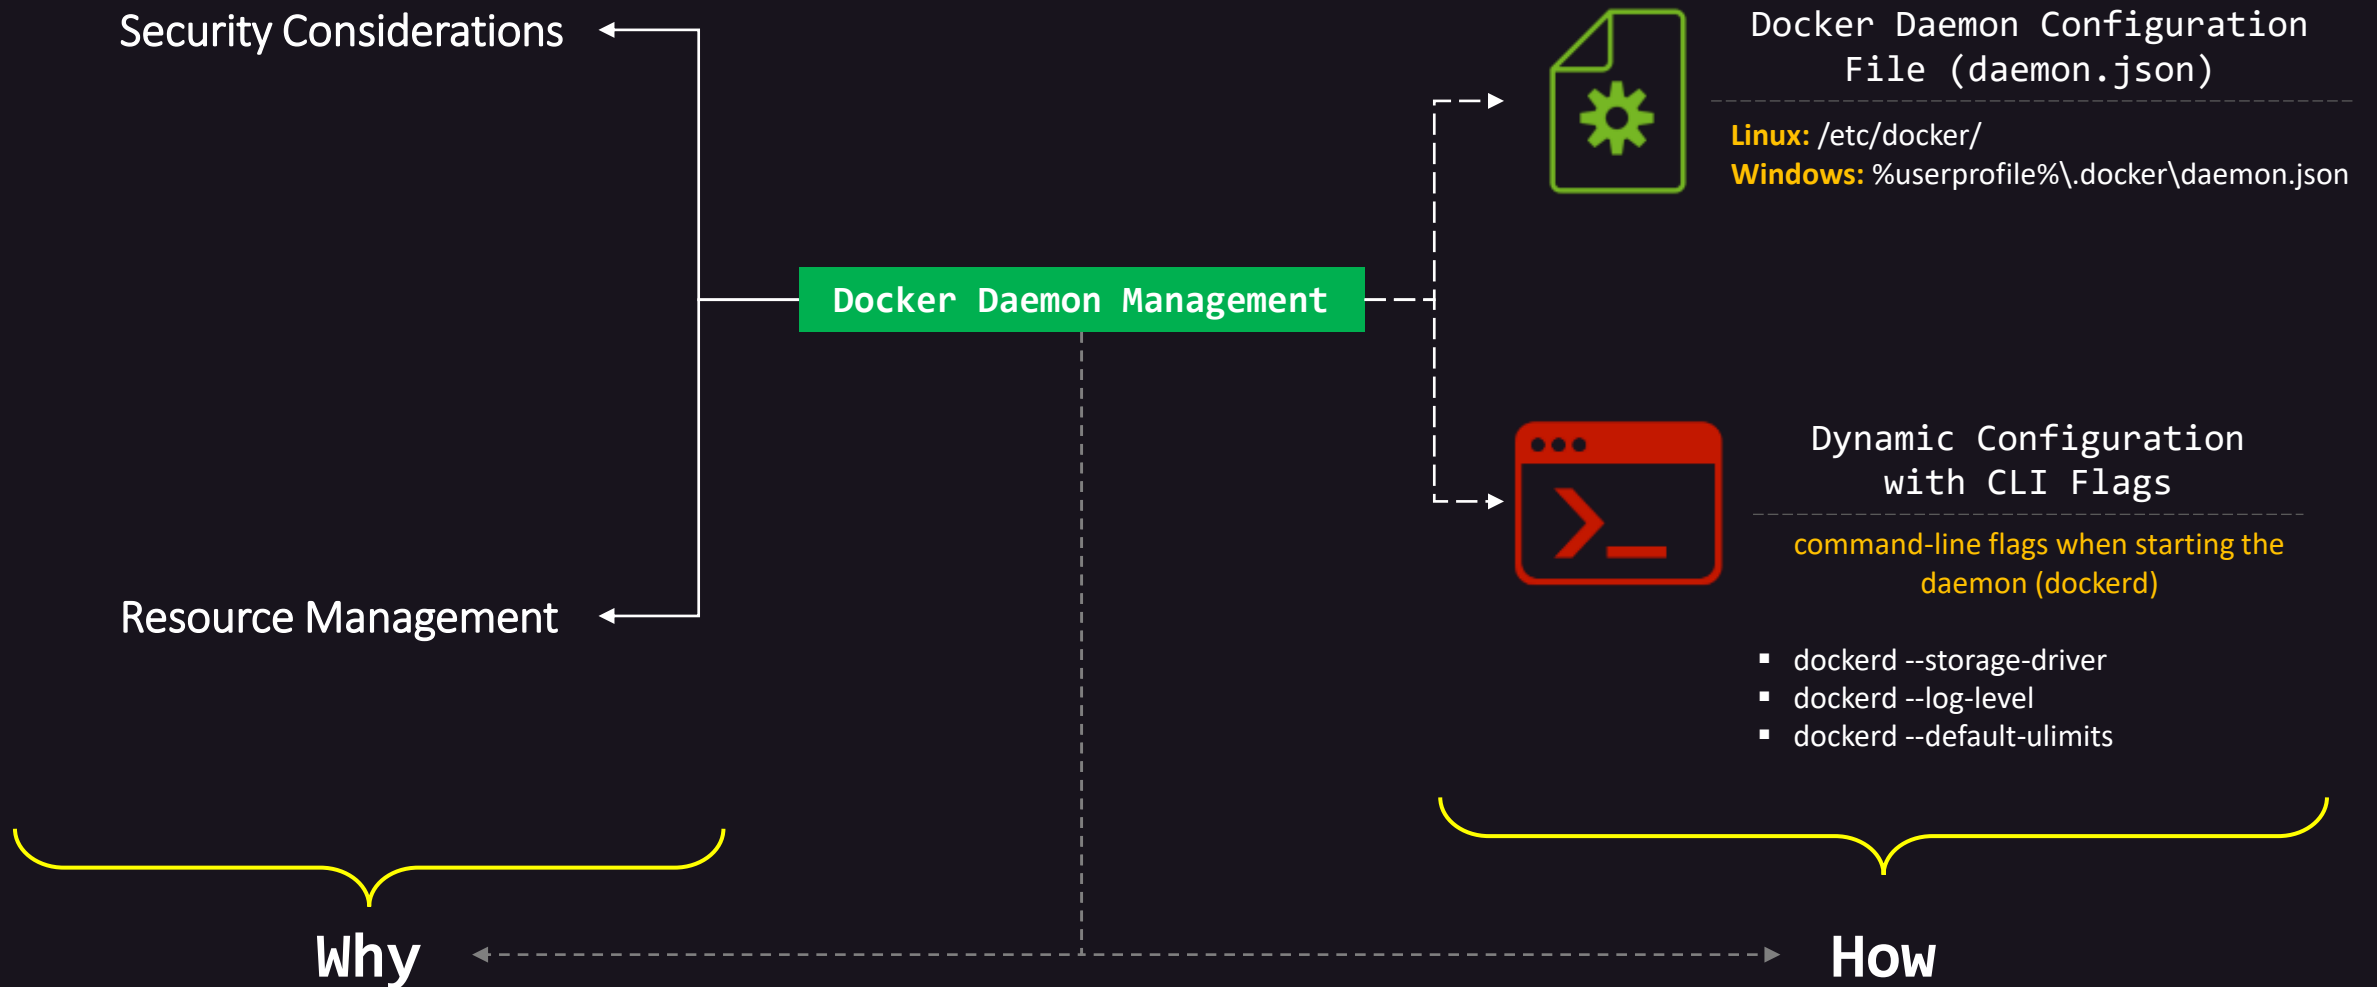 Security Considerations
Docker Daemon Configuration
File (daemon.json)
Linux: /etc/docker/
Windows: %userprofile%\.docker\daemon.json
Docker Daemon Management
Dynamic Configuration
with CLI Flags
command-line flags when starting the
daemon (dockerd)
Resource Management
▪ dockerd --storage-driver
▪ dockerd --log-level
▪ dockerd --default-ulimits
Why
How